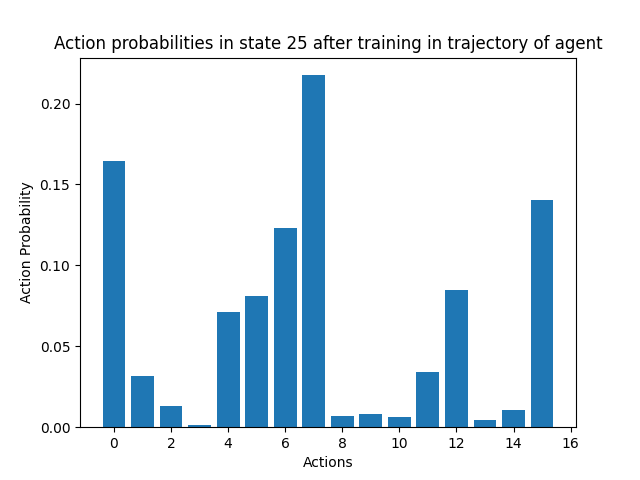 Action probabilities in state 25 after training in trajectory of agent
Action Probability
0.20
0.15
0.10
0.05
0.00
0 2 4 6 8 10 12 14 16
Actions